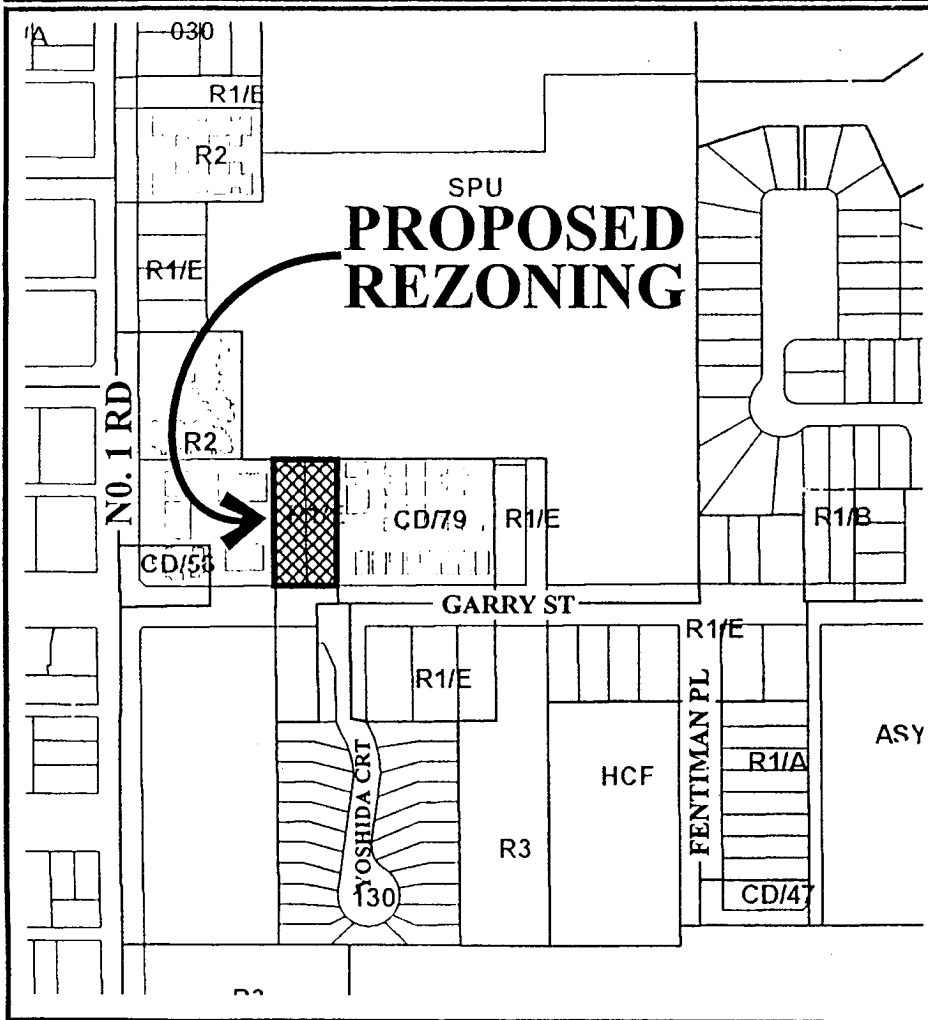 030
R1/E
R2
SPU
PROPOSED
REZONING
R1/E
NO. 1 RD
R2
CD/79
R1/E
R1/B
GARRY ST
R1/E
R1/E
FENTIMAN PL
ASY
R1/A
HCF
YOSHIDA CRT
R3
130
CD/47